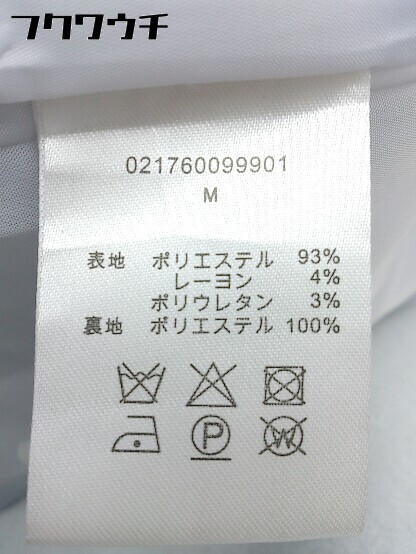 フクワウチ
021760099901
M
表地 ポリエステル 93%
レーヨン 4%
ポリウレタン 3%
裏地 ポリエステル 100%
P
W